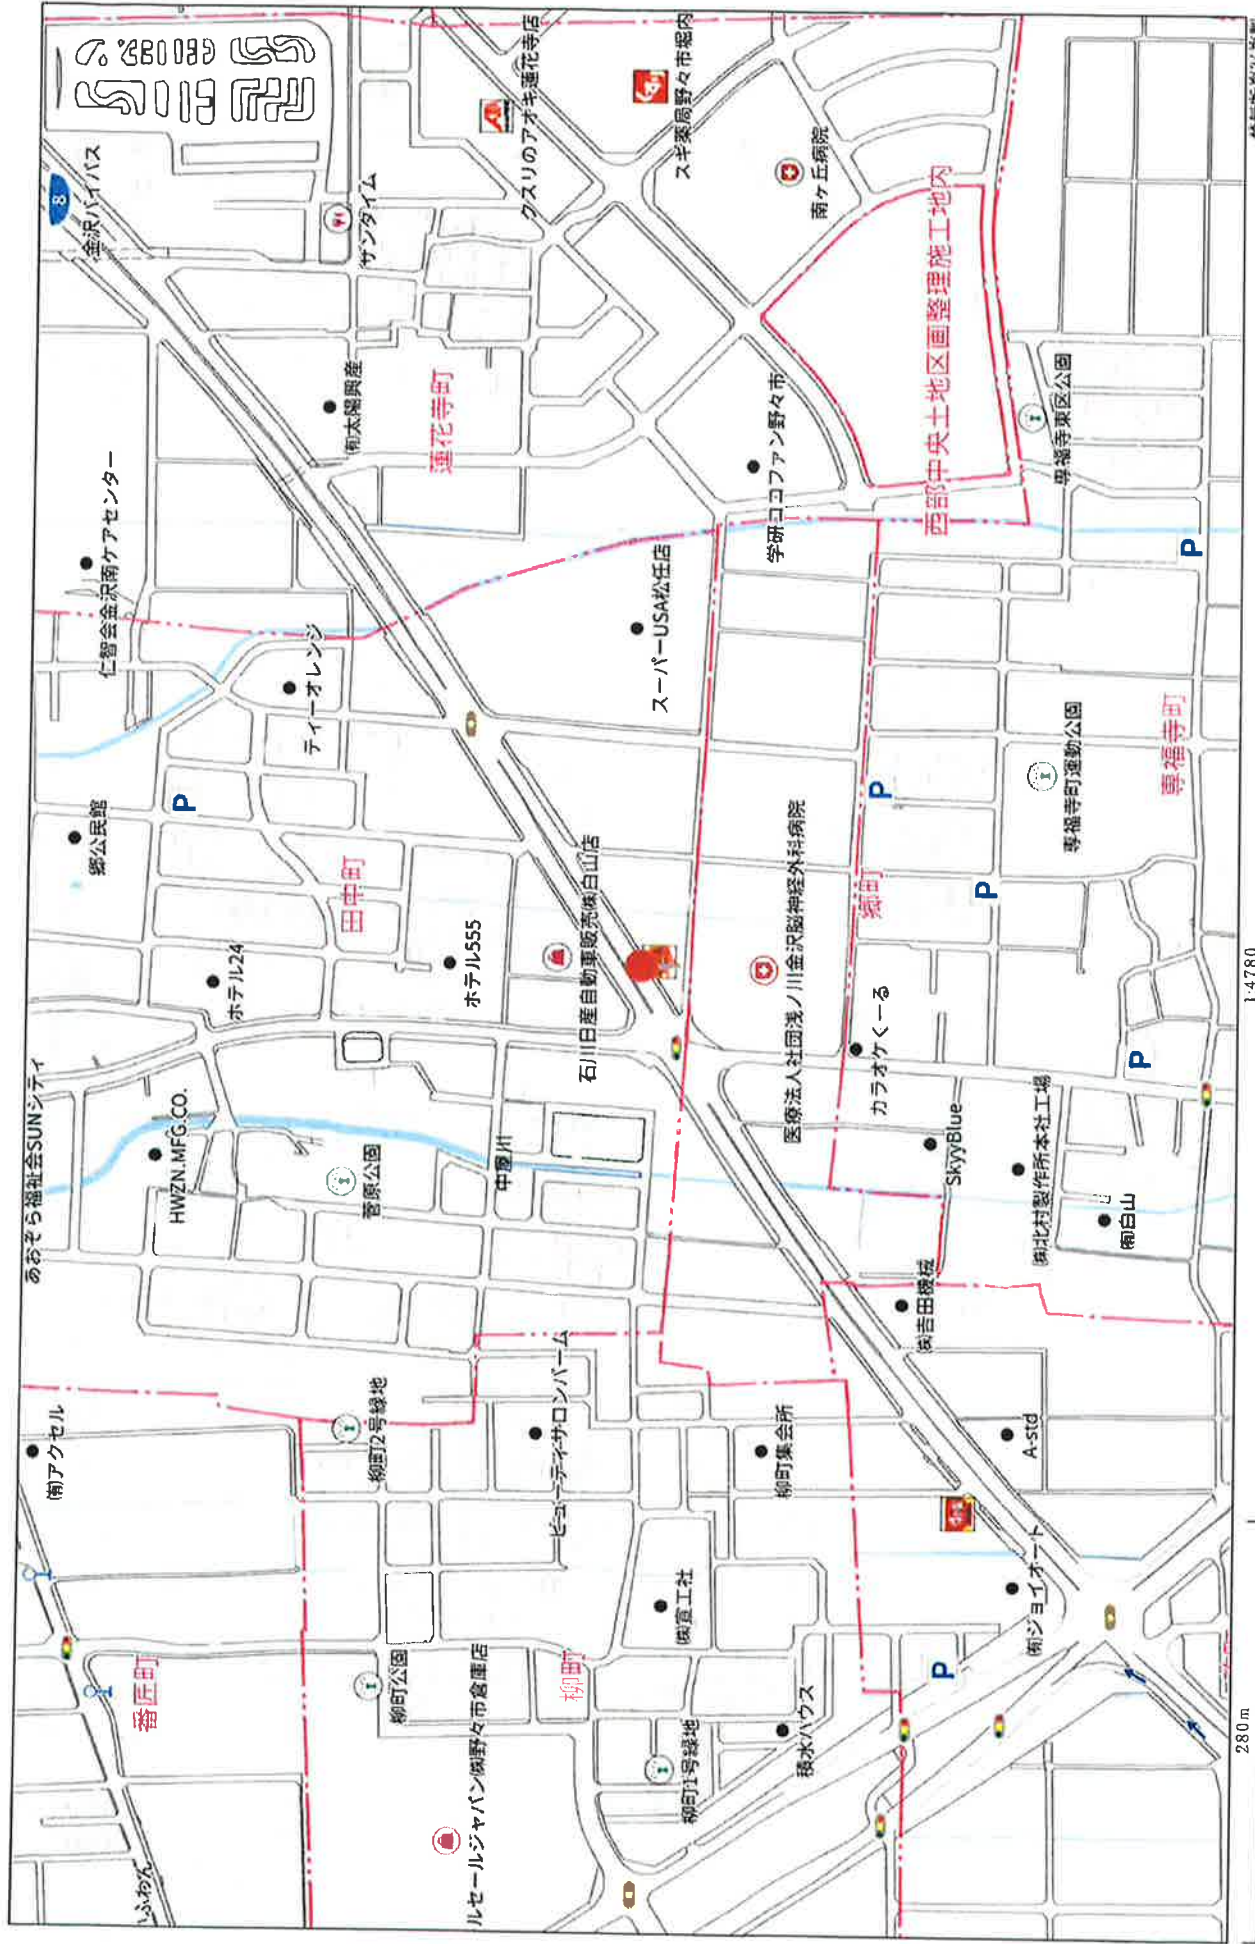 8
金沢バイパス
サンタイム
クスリのアオキ蓮花寺店
スギ薬局野々市堀内
南ヶ丘病院
西部中央土地区画整理施工地内
(有)太陽興産
蓮花寺町
学研ココファン野々市
専福寺東区公園
仁智会金沢南ケアセンター
ティーオレンジ
スーパーUSA松任店
P
郷公民館
P
田中町
ホテル24
ホテル555
石川日産自動車販売(株)白山店
医療法人社団浅ノ川金沢脳神経外科病院
P
郷町
P
専福寺町運動公園
専福寺町
カラオケくーる
P
あおぞら福祉会SUNシティ
HWZN.MFG.CO.
菅原公園
中屋川
SkyyBlue
(株)北村製作所本社工場
(有)白山
(株)吉田機械
(有)アクセル
柳町2号緑地
ビューティサロンパーム
柳町集会所
A-std
(株)宣工社
(有)ジョイオート
番匠町
柳町公園
柳町
ルセールジャパン(株)野々市倉庫店
柳町1号緑地
積水ハウス
P
ふわん
1:4780
280m